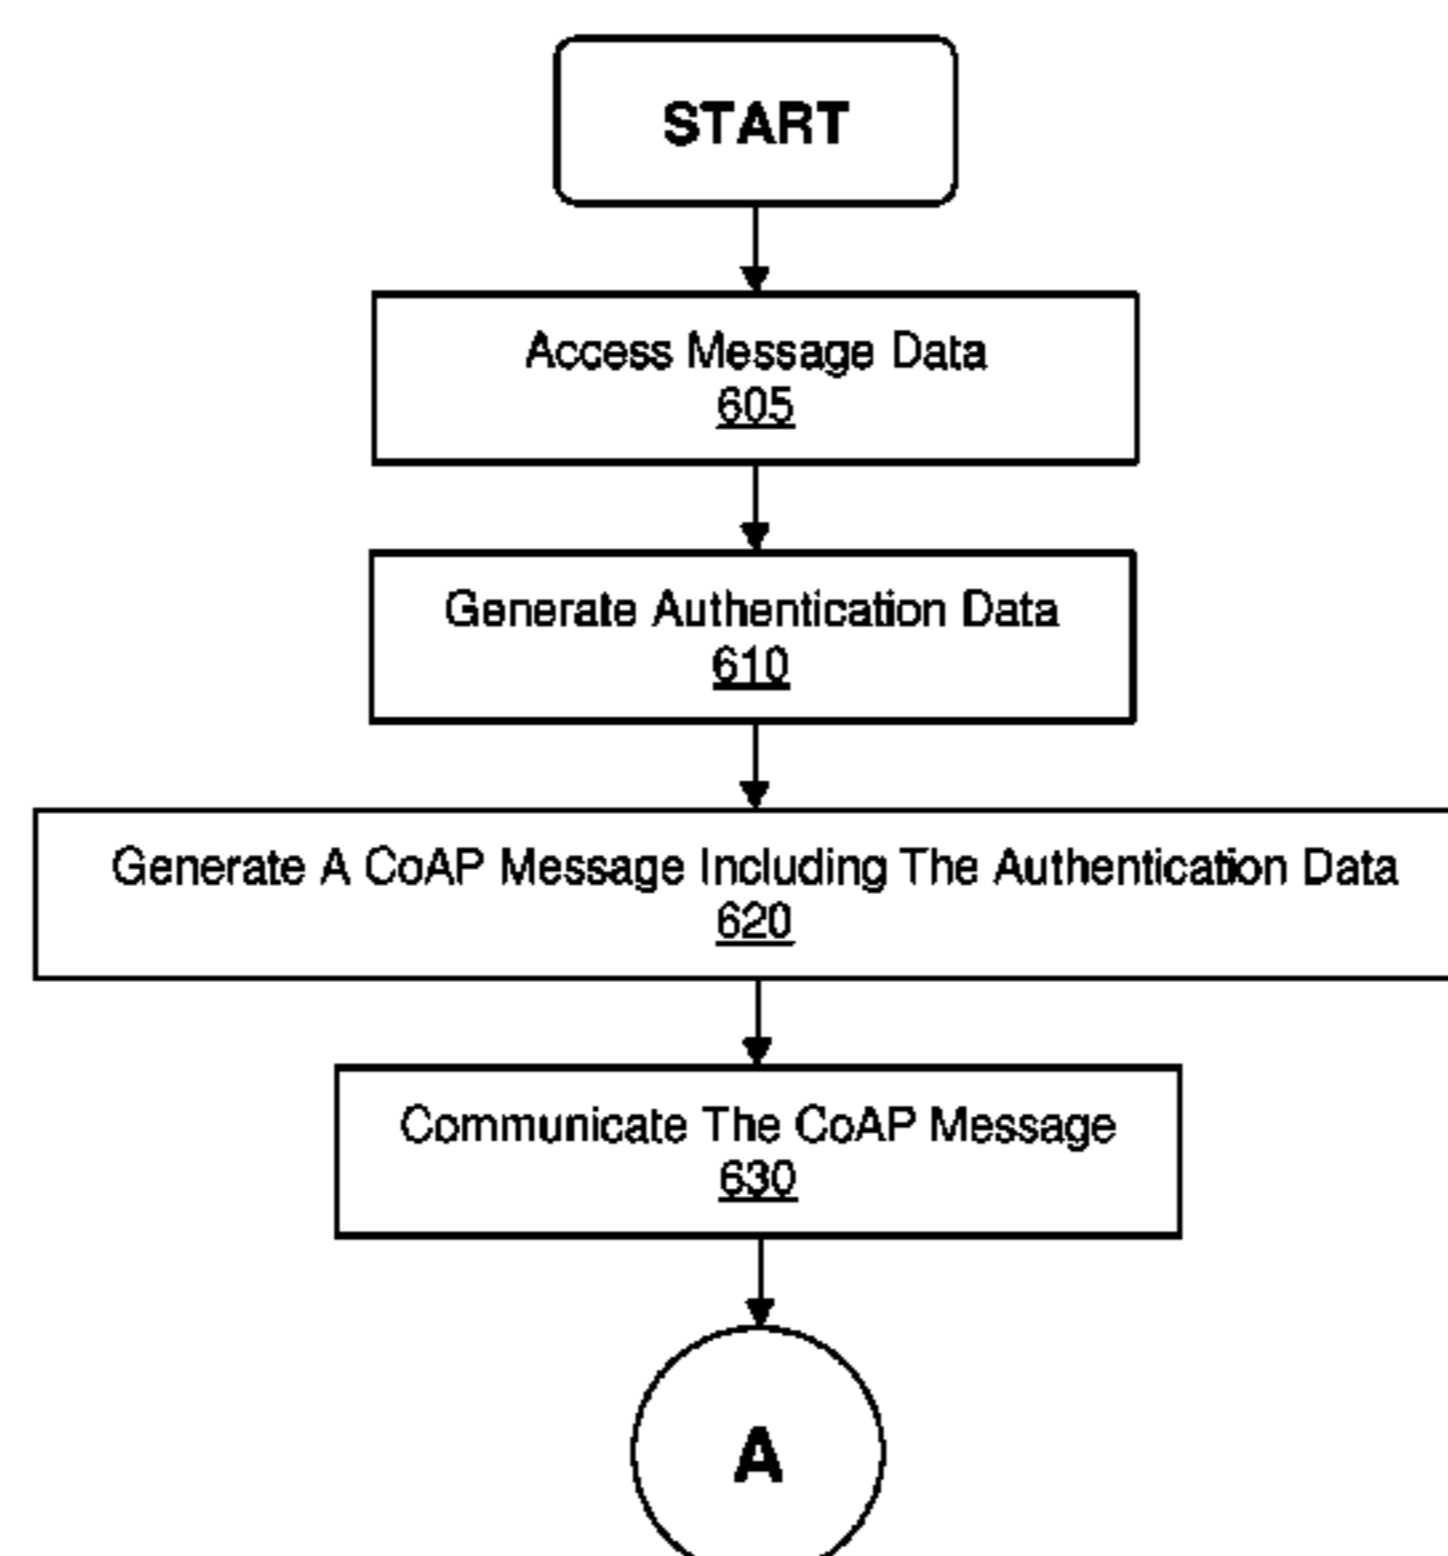 START
Access Message Data
605
Generate Authentication Data
610
Generate A CoAP Message Including The Authentication Data
620
Communicate The CoAP Message
630
A